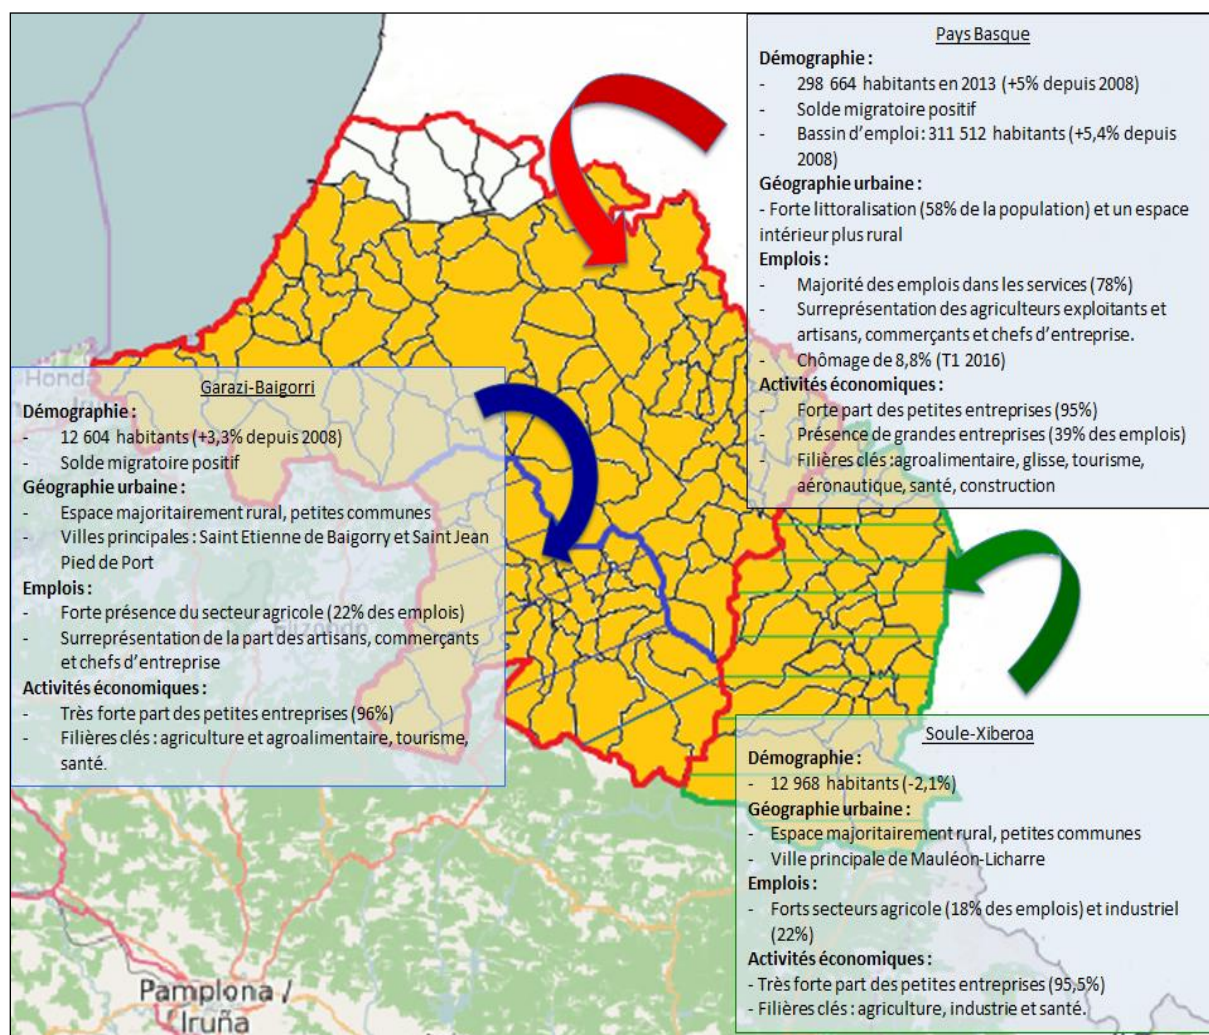 Pays Basque
Démographie :
- 298 664 habitants en 2013 (+5% depuis 2008)
- Solde migratoire positif
- Bassin d'emploi : 311 512 habitants (+5,4% depuis
2008)
Géographie urbaine :
- Forte littoralisation (58% de la population) et un espace
intérieur plus rural
Emplois :
- Majorité des emplois dans les services (78%)
- Surreprésentation des agriculteurs exploitants et
artisans, commerçants et chefs d'entreprise.
- Chômage de 8,8% (T1 2016)
Activités économiques :
- Forte part des petites entreprises (95%)
- Présence de grandes entreprises (39% des emplois)
- Filières clés :agroalimentaire, glisse, tourisme,
aéronautique, santé, construction
Garazi-Baigorri
Démographie :
- 12 604 habitants (+3,3% depuis 2008)
- Solde migratoire positif
Géographie urbaine :
- Espace majoritairement rural, petites communes
- Villes principales : Saint Etienne de Baigorry et Saint Jean
Pied de Port
Emplois :
- Forte présence du secteur agricole (22% des emplois)
- Surreprésentation de la part des artisans, commerçants
et chefs d'entreprise
Activités économiques :
- Très forte part des petites entreprises (96%)
- Filières clés : agriculture et agroalimentaire, tourisme,
santé.
Elizondo
Soule-Xiberoa
Démographie :
- 12 968 habitants (-2,1%)
Géographie urbaine :
- Espace majoritairement rural, petites communes
- Ville principale de Mauléon-Licharre
Emplois :
- Forts secteurs agricole (18% des emplois) et industriel
(22%)
Activités économiques :
- Très forte part des petites entreprises (95,5%)
- Filières clés : agriculture, industrie et santé.
Pamplona /
Iruña